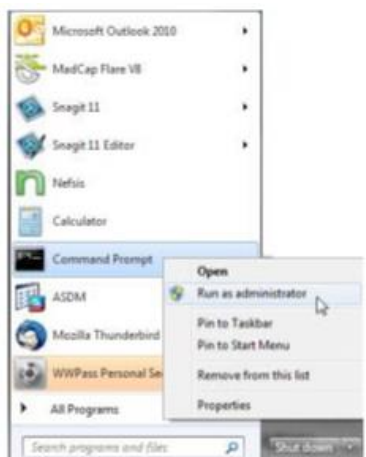 Microsoft Outlook 2010
MadCap Flare V8
Snagit 11
Snagit 11 Editor
Nefsis
Calculator
Command Prompt
ASDM
Mozilla Thunderbird
WWPass Personal Se
All Programs
Search programs and files
Open
Run as administrator
Pin to Taskbar
Pin to Start Menu
Remove from this list
Properties
Shut down